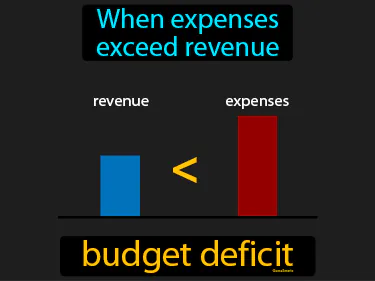 When expenses
exceed revenue
revenue
expenses
<
budget deficit